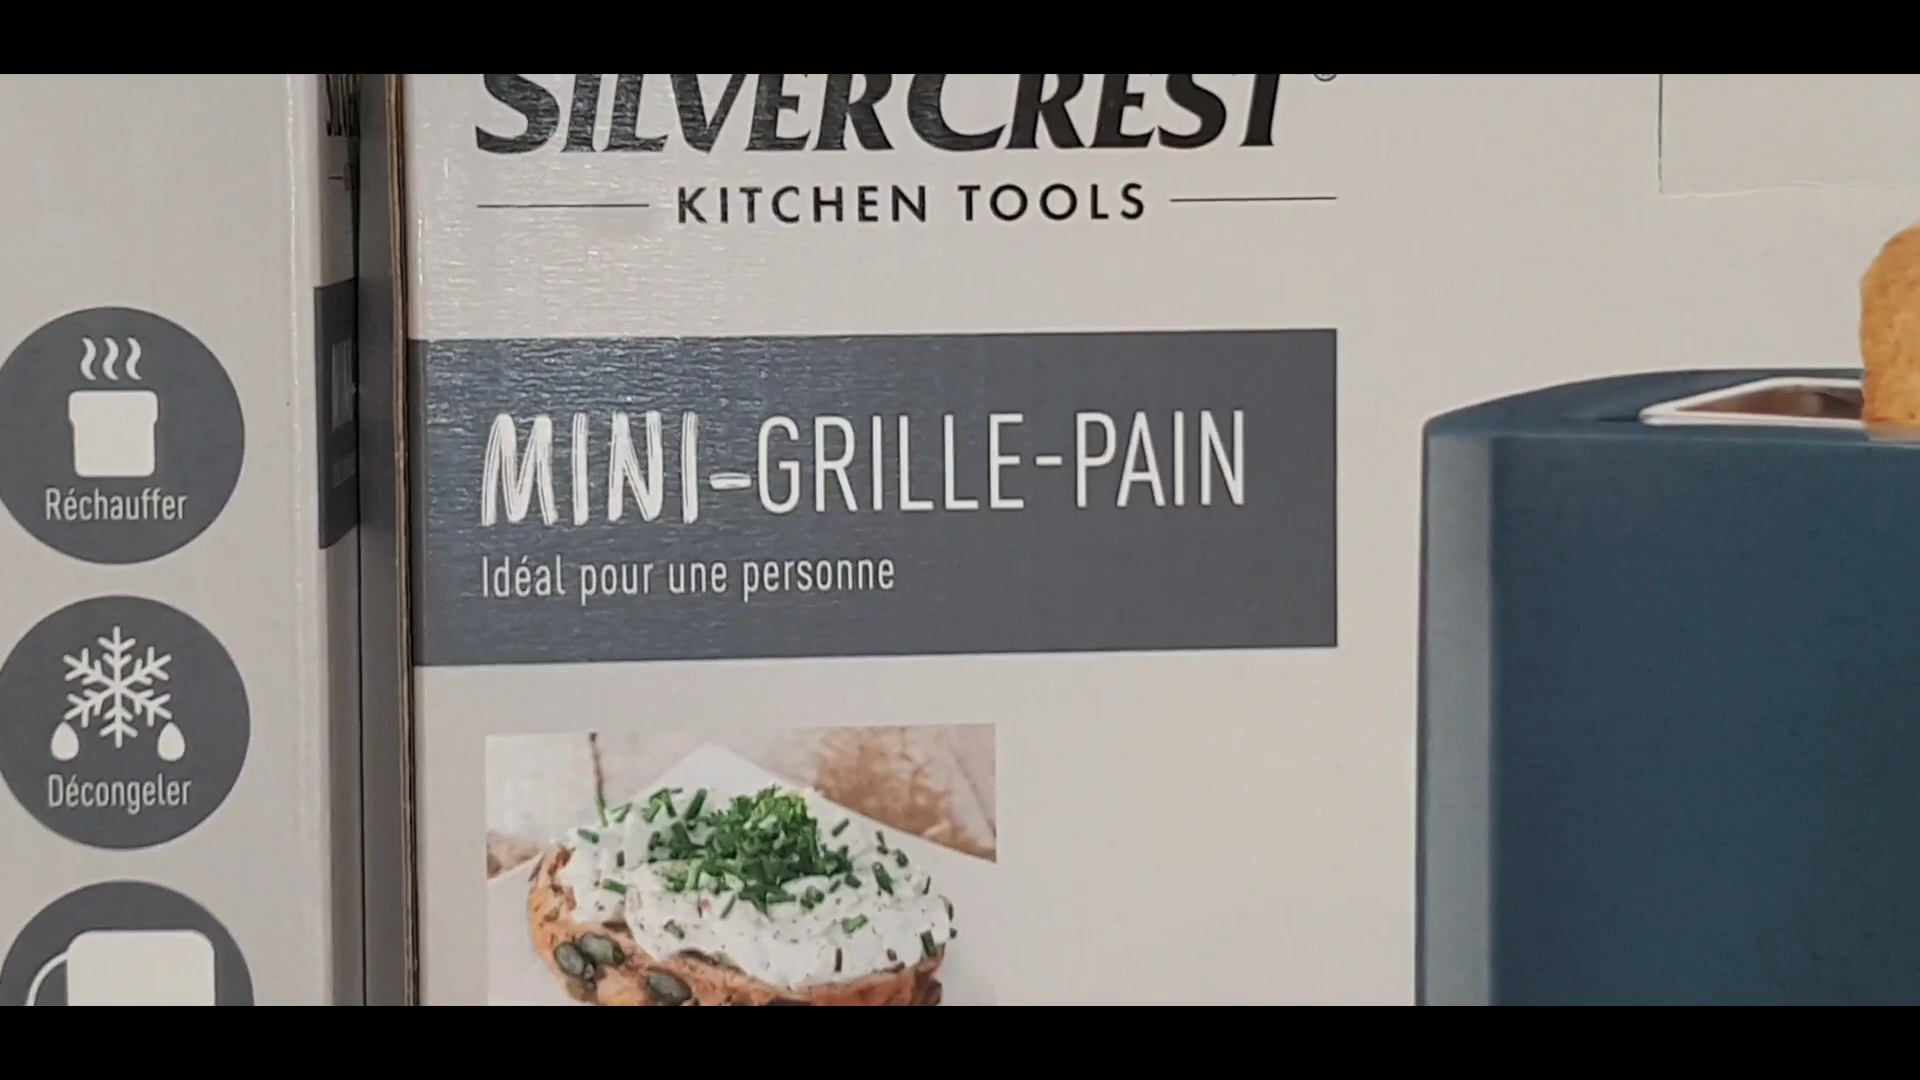 SILVERCREST®
KITCHEN TOOLS
MINI-GRILLE-PAIN
Idéal pour une personne
Réchauffer
Décongeler